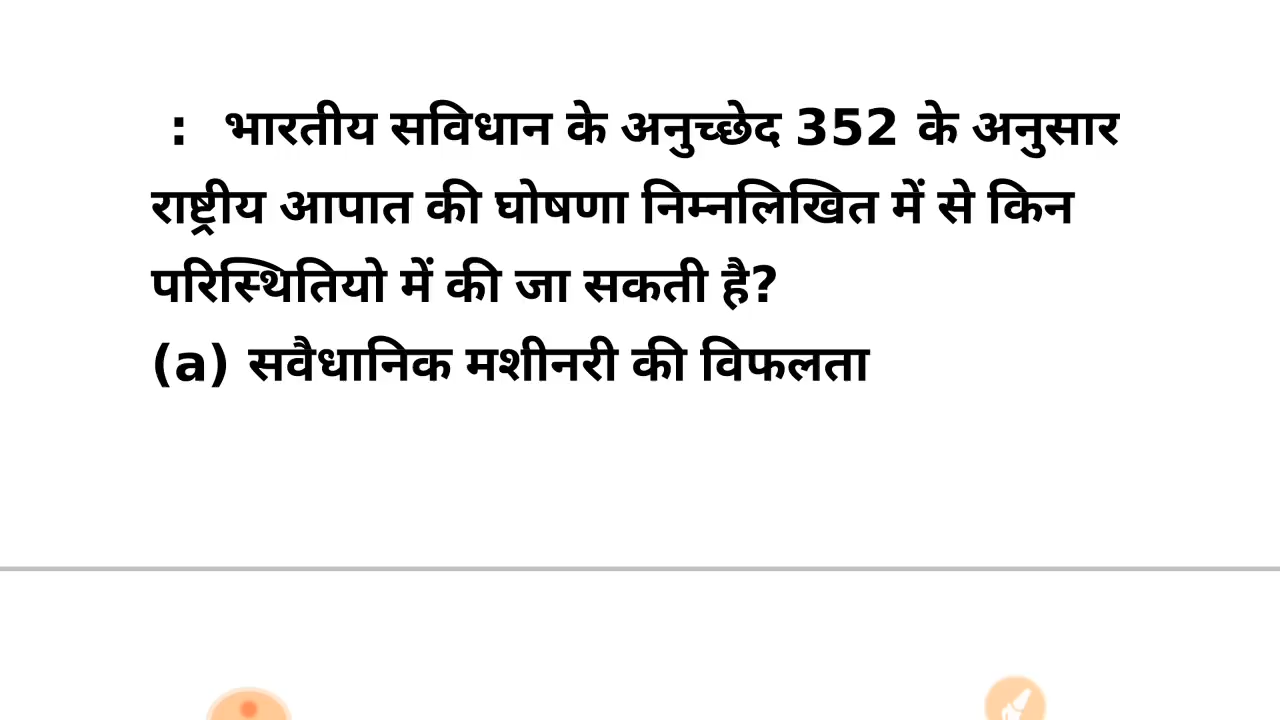 : भारतीय सविधान के अनुच्छेद 352 के अनुसार
राष्ट्रीय आपात की घोषणा निम्नलिखित में से किन
परिस्थितियो में की जा सकती है?
(a) सवैधानिक मशीनरी की विफलता